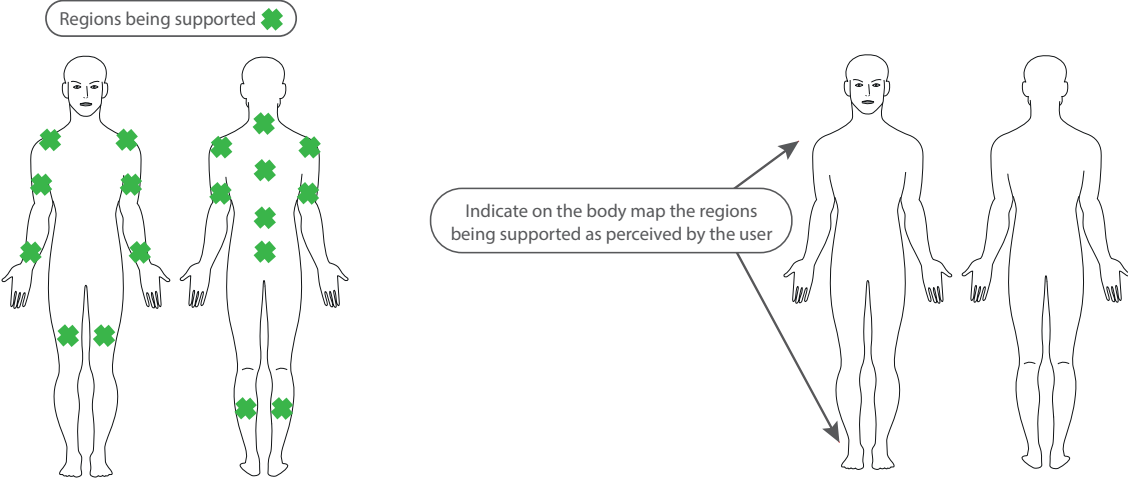 Regions being supported
Indicate on the body map the regions
being supported as perceived by the user